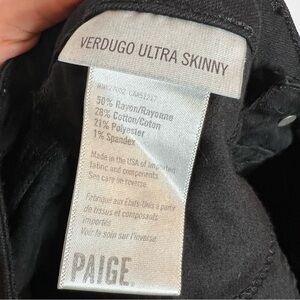 VERDUGO ULTRA SKINNY
50% Rayon/Rayonne
28% Cotton/Coton
21% Polyester
1% Spandex
Made in the USA of imported
fabric and components
See care on reverse
Fabriqué aux États-Unis a partir
de tissus et composants
importés
Voir le soin sur l'inverse
PAIGE